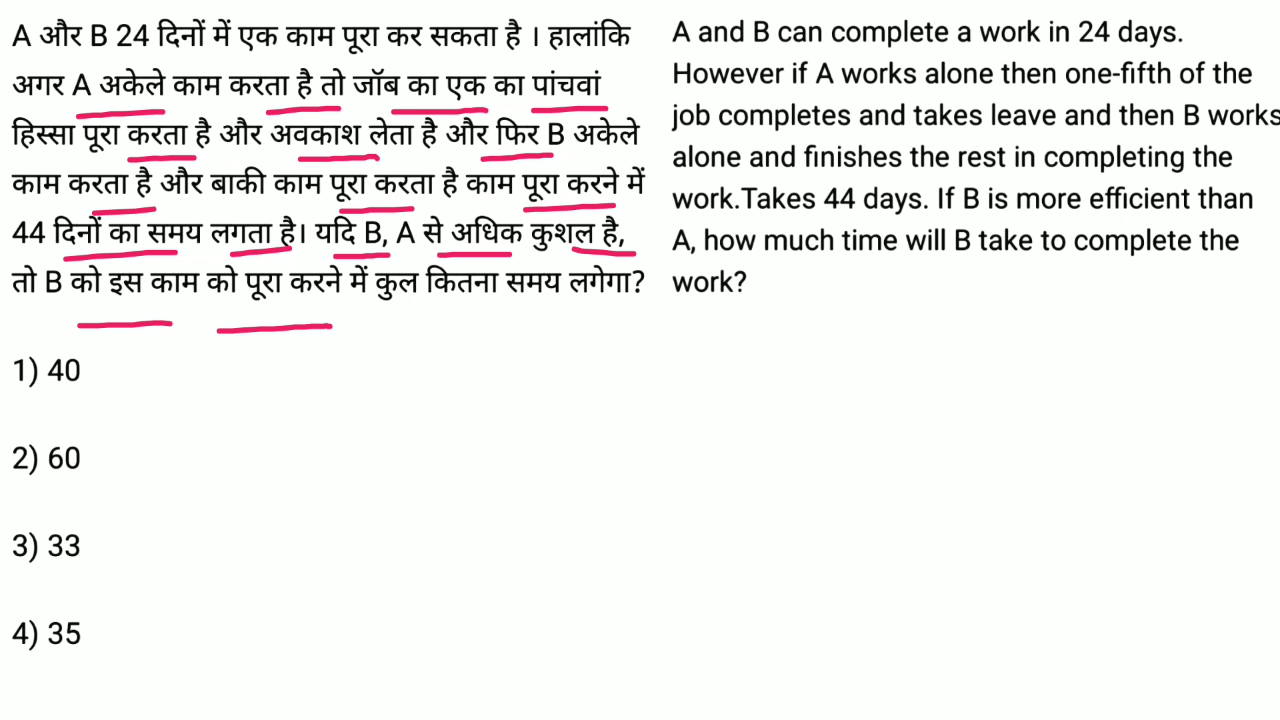 A और B 24 दिनों में एक काम पूरा कर सकता है । हालांकि
अगर A अकेले काम करता है तो जॉब का एक का पांचवां
हिस्सा पूरा करता है और अवकाश लेता है और फिर B अकेले
काम करता है और बाकी काम पूरा करता है काम पूरा करने में
44 दिनों का समय लगता है। यदि B, A से अधिक कुशल है,
तो B को इस काम को पूरा करने में कुल कितना समय लगेगा?
1) 40
2) 60
3) 33
4) 35
A and B can complete a work in 24 days.
However if A works alone then one-fifth of the
job completes and takes leave and then B works
alone and finishes the rest in completing the
work.Takes 44 days. If B is more efficient than
A, how much time will B take to complete the
work?